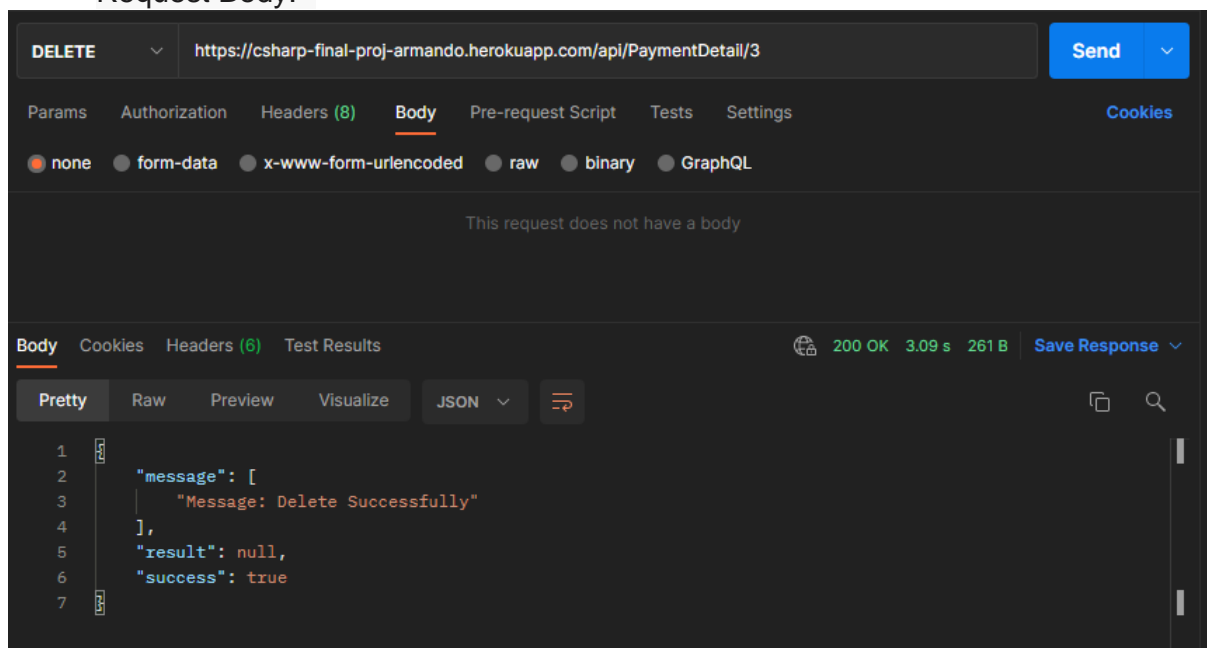 Request Body:
DELETE https://csharp-final-proj-armando.herokuapp.com/api/PaymentDetail/3 Send
Params Authorization Headers (8) Body Pre-request Script Tests Settings Cookies
none form-data x-www-form-urlencoded raw binary GraphQL
This request does not have a body
Body Cookies Headers (6) Test Results 200 OK 3.09 s 261 B Save Response
Pretty Raw Preview Visualize JSON
1 {
2 "message": [
3 "Message: Delete Successfully"
4 ],
5 "result": null,
6 "success": true
7 }